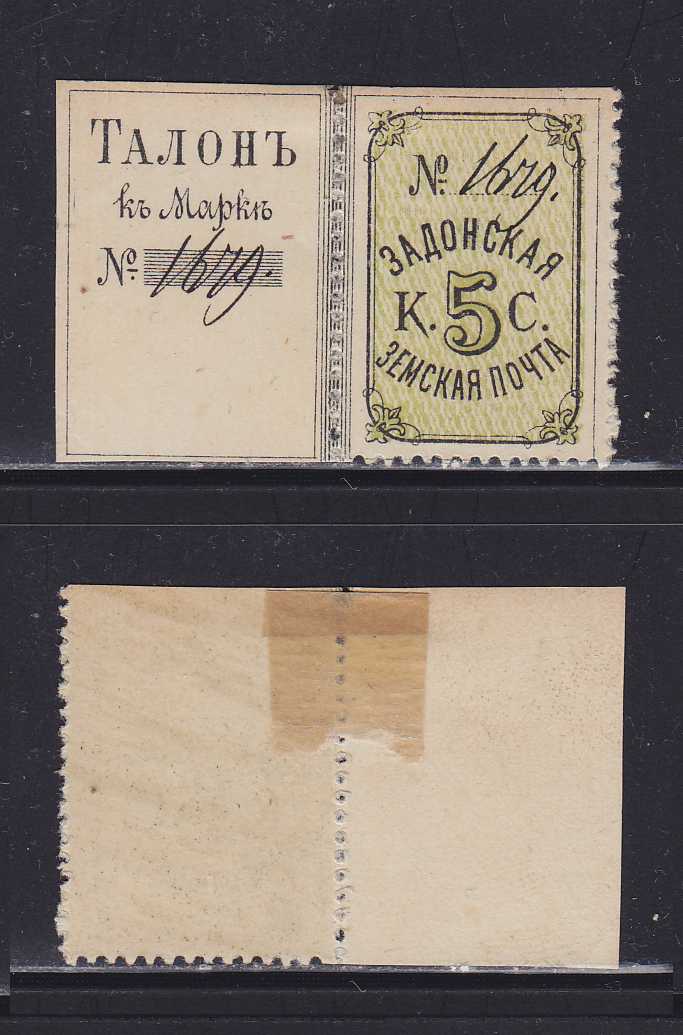 Талонъ
къ Маркѣ
№ 1679.
№ 1679.
ЗАДОНСКАЯ
К. 5 С.
ЗЕМСКАЯ ПОЧТА